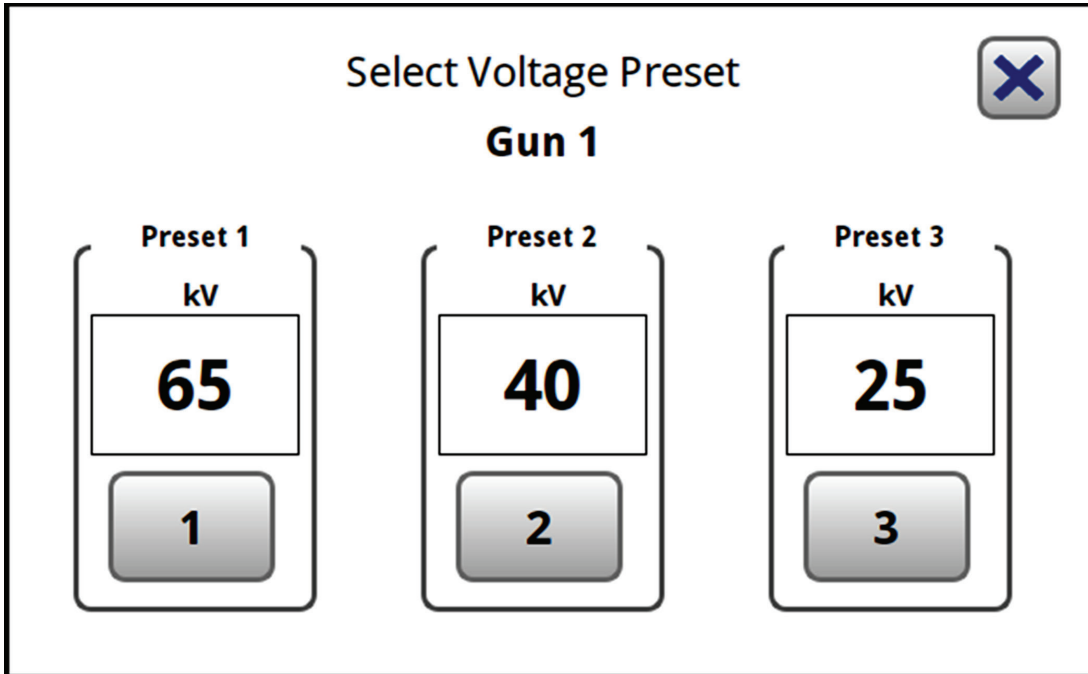 Select Voltage Preset
Gun 1
Preset 1 Preset 2 Preset 3
kV kV kV
65 40 25
1 2 3